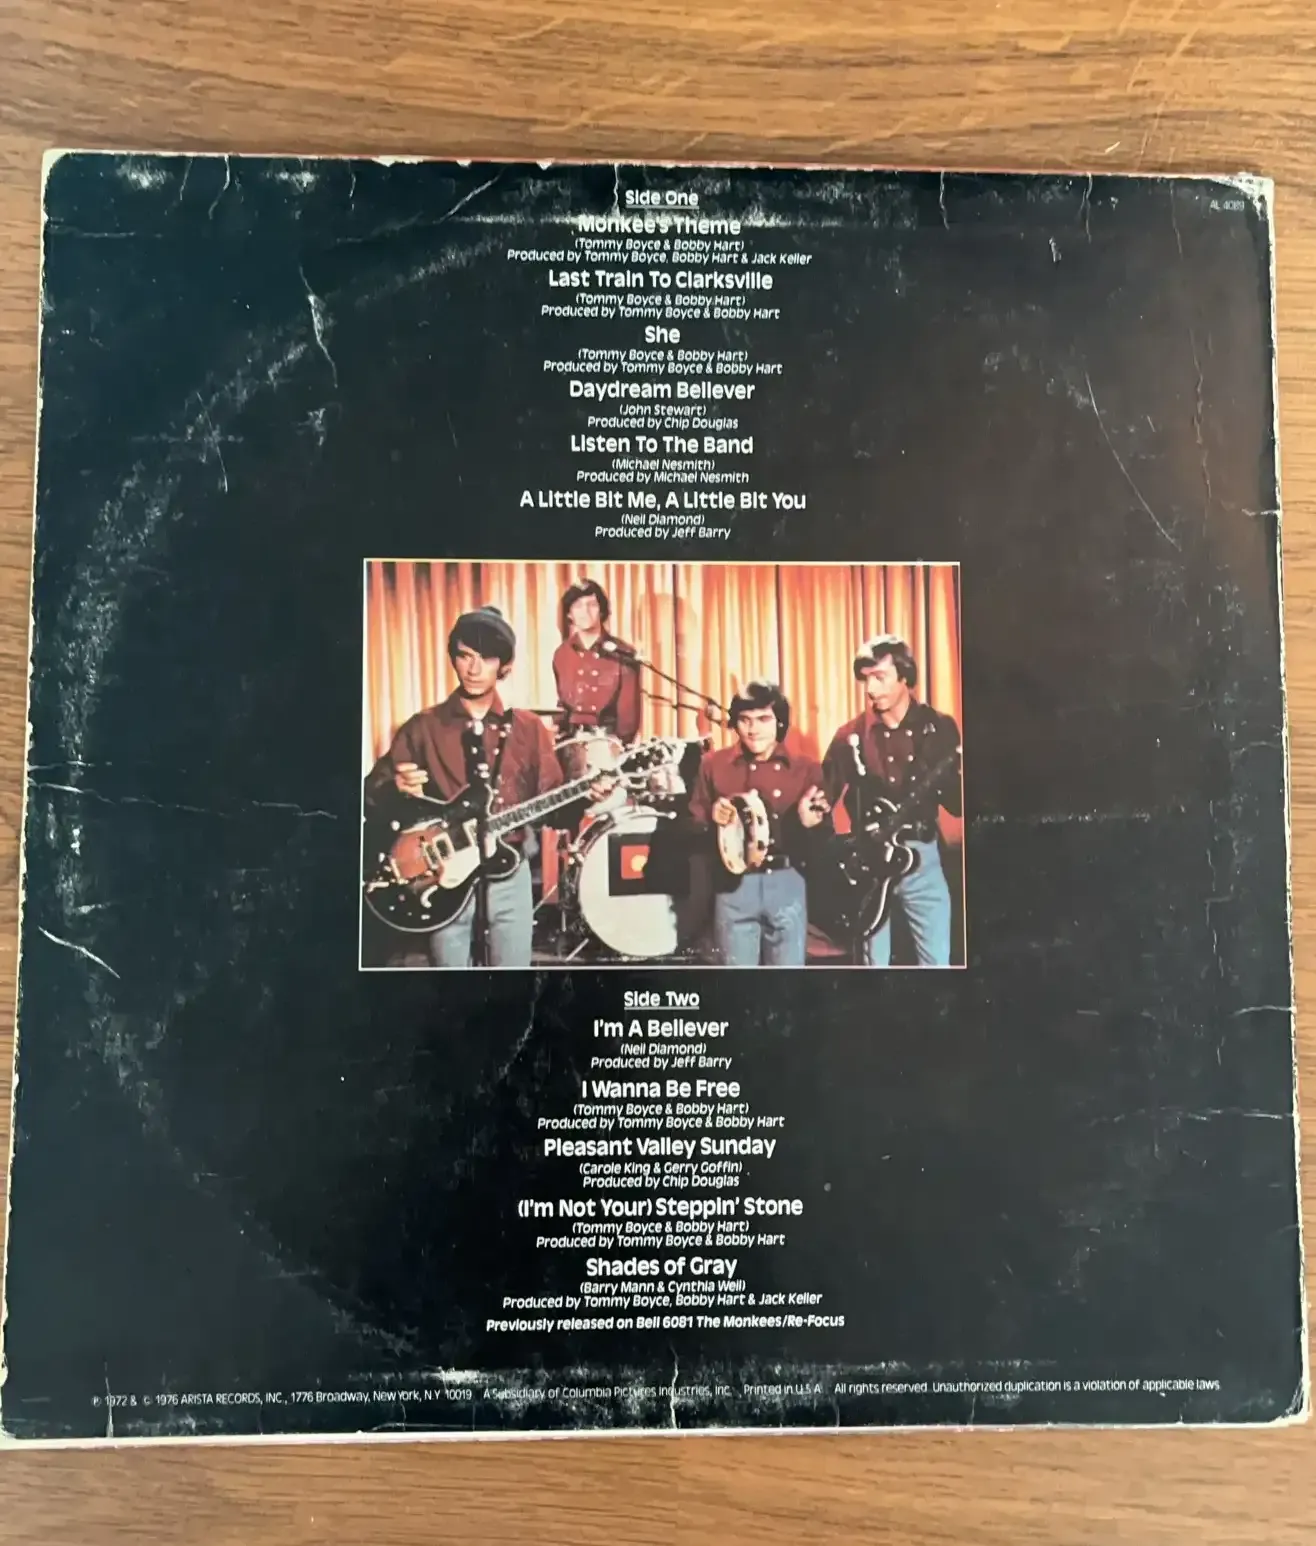 Side One
AL 4089
Monkee's Theme
(Tommy Boyce & Bobby Hart)
Produced by Tommy Boyce, Bobby Hart & Jack Keller
Last Train To Clarksville
(Tommy Boyce & Bobby Hart)
Produced by Tommy Boyce & Bobby Hart
She
(Tommy Boyce & Bobby Hart)
Produced by Tommy Boyce & Bobby Hart
Daydream Believer
(John Stewart)
Produced by Chip Douglas
Listen To The Band
(Michael Nesmith)
Produced by Michael Nesmith
A Little Bit Me, A Little Bit You
(Neil Diamond)
Produced by Jeff Barry
Side Two
I'm A Believer
(Neil Diamond)
Produced by Jeff Barry
I Wanna Be Free
(Tommy Boyce & Bobby Hart)
Produced by Tommy Boyce & Bobby Hart
Pleasant Valley Sunday
(Carole King & Gerry Goffin)
Produced by Chip Douglas
(I'm Not Your) Steppin' Stone
(Tommy Boyce & Bobby Hart)
Produced by Tommy Boyce & Bobby Hart
Shades of Gray
(Barry Mann & Cynthia Weil)
Produced by Tommy Boyce, Bobby Hart & Jack Keller
Previously released on Bell 6081 The Monkees/Re-Focus
℗ 1972 & © 1976 ARISTA RECORDS, INC., 1776 Broadway, New York, N.Y. 10019 A Subsidiary of Columbia Pictures Industries, Inc. Printed in U.S.A. All rights reserved. Unauthorized duplication is a violation of applicable laws.